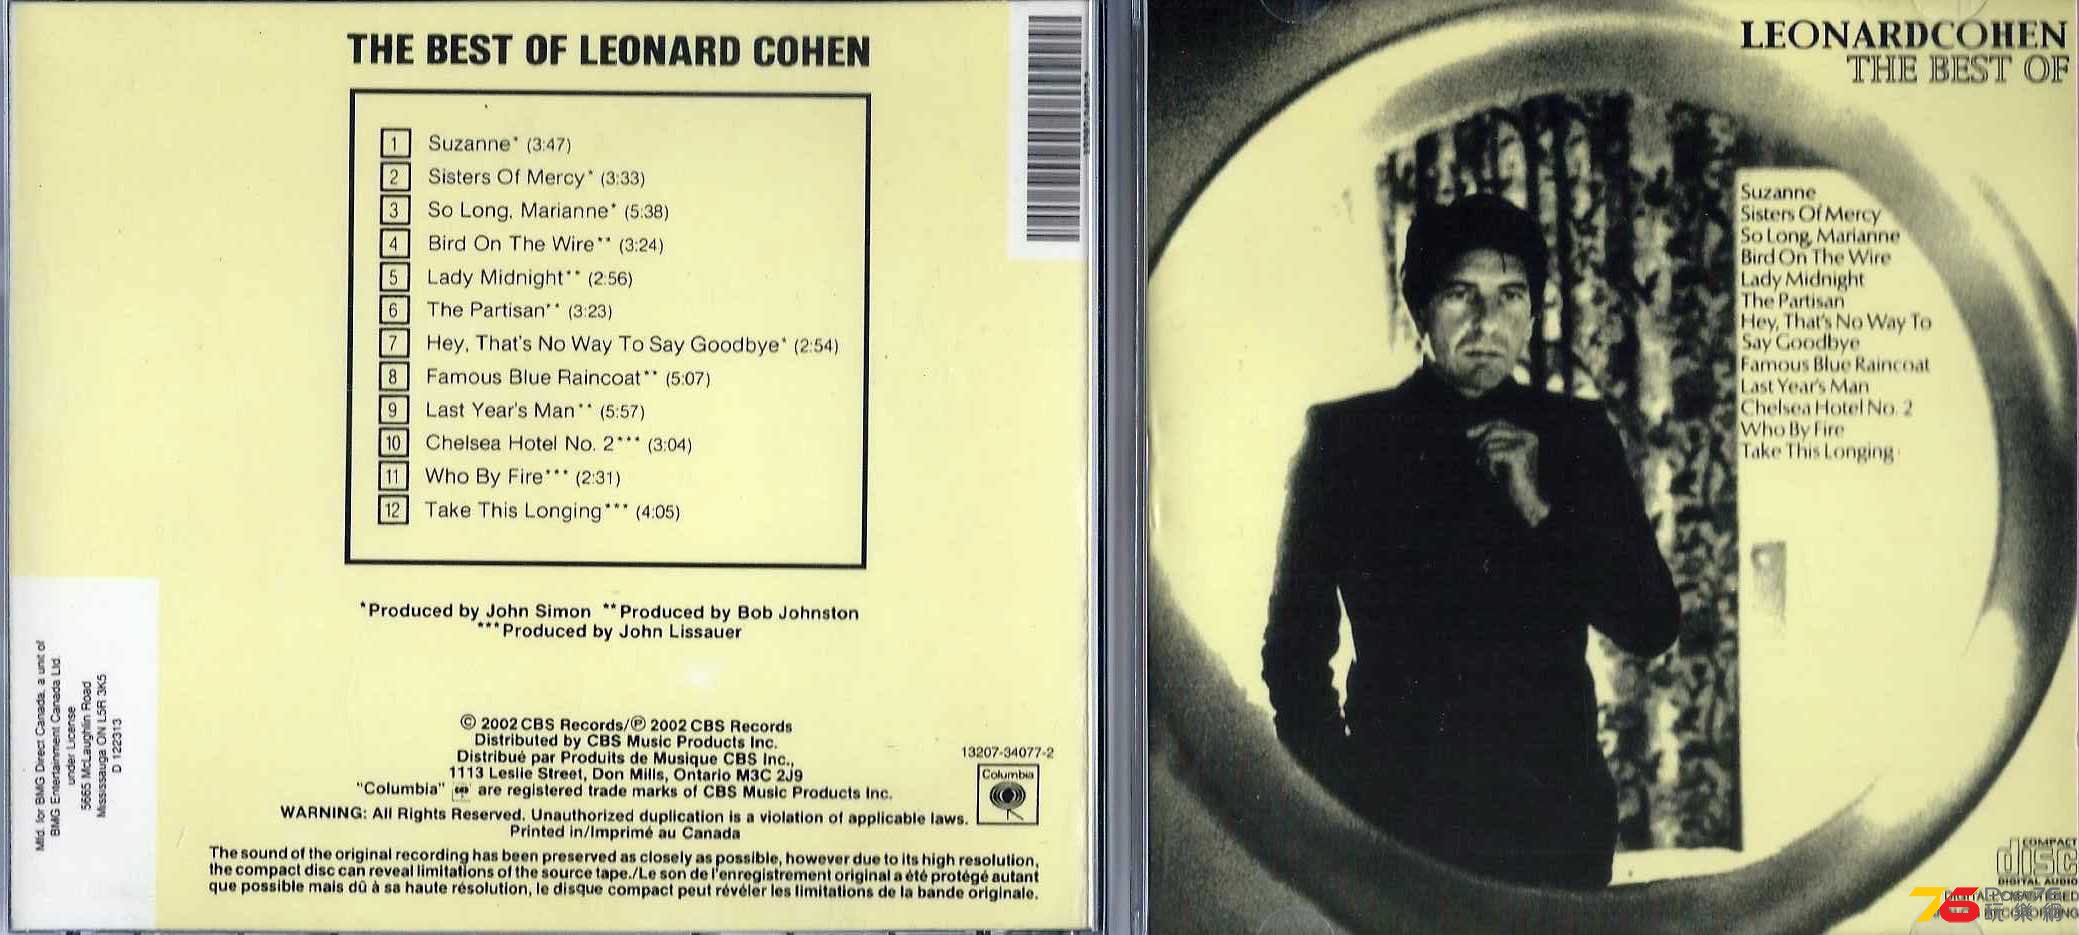 THE BEST OF LEONARD COHEN
1 Suzanne* (3:47)
2 Sisters Of Mercy* (3:33)
3 So Long, Marianne* (5:38)
4 Bird On The Wire** (3:24)
5 Lady Midnight** (2:56)
6 The Partisan** (3:23)
7 Hey, That's No Way To Say Goodbye* (2:54)
8 Famous Blue Raincoat** (5:07)
9 Last Year's Man** (5:57)
10 Chelsea Hotel No. 2*** (3:04)
11 Who By Fire*** (2:31)
12 Take This Longing*** (4:05)
*Produced by John Simon **Produced by Bob Johnston
***Produced by John Lissauer
© 2002 CBS Records/℗ 2002 CBS Records
Distributed by CBS Music Products Inc.
Distribué par Produits de Musique CBS Inc.,
1113 Leslie Street, Don Mills, Ontario M3C 2J9
"Columbia" are registered trade marks of CBS Music Products Inc.
WARNING: All Rights Reserved. Unauthorized duplication is a violation of applicable laws.
Printed in/Imprimé au Canada
13207-34077-2
Columbia
The sound of the original recording has been preserved as closely as possible, however due to its high resolution,
the compact disc can reveal limitations of the source tape./Le son de l'enregistrement original a été protégé autant
que possible mais dû à sa haute résolution, le disque compact peut révéler les limitations de la bande originale.
Mfd. for BMG Direct Canada, a unit of
BMG Entertainment Canada Ltd.
under License
5665 McLaughlin Road
Mississauga ON L5R 3K5
D 122313
LEONARD COHEN
THE BEST OF
Suzanne
Sisters Of Mercy
So Long, Marianne
Bird On The Wire
Lady Midnight
The Partisan
Hey, That's No Way To
Say Goodbye
Famous Blue Raincoat
Last Year's Man
Chelsea Hotel No. 2
Who By Fire
Take This Longing
COMPACT
disc
DIGITAL AUDIO
76
玩樂網